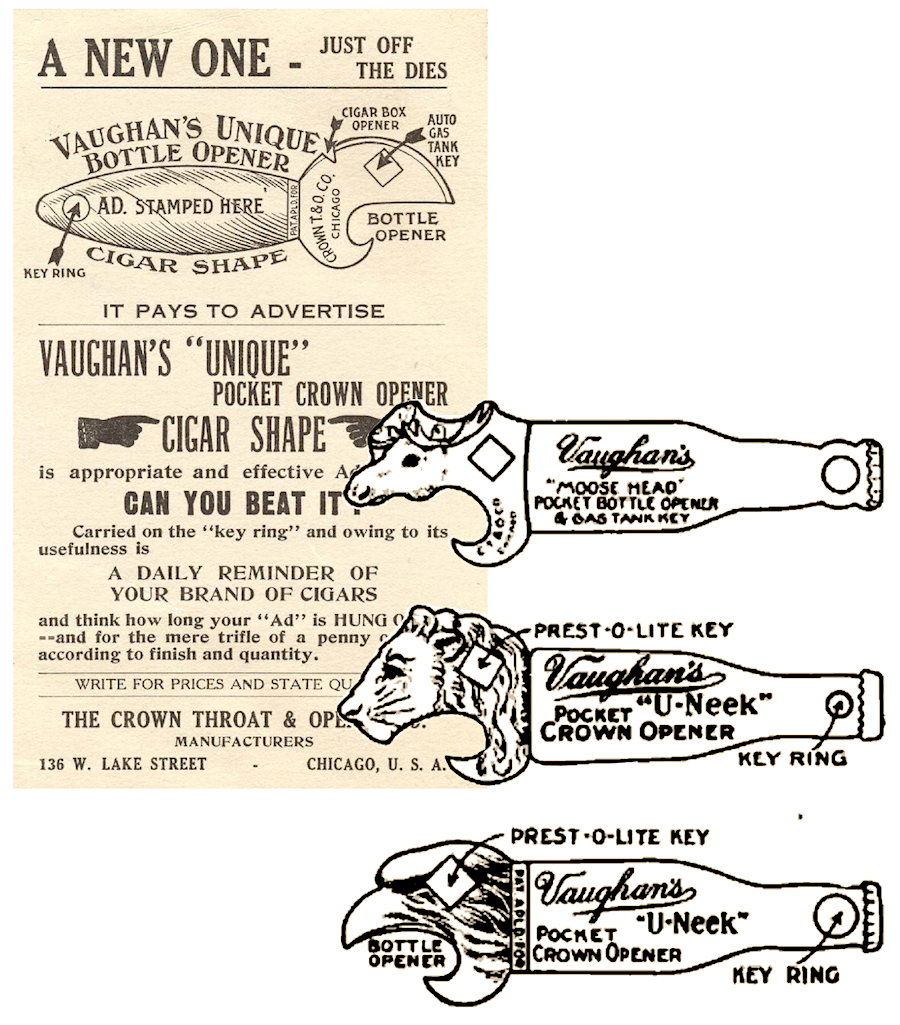 A NEW ONE - JUST OFF
THE DIES
VAUGHAN'S UNIQUE
BOTTLE OPENER
CIGAR BOX
OPENER
AUTO
GAS
TANK
KEY
AD. STAMPED HERE
PAT. APLD. FOR
CROWN T. & O. CO.
CHICAGO
BOTTLE
OPENER
KEY RING
CIGAR SHAPE
IT PAYS TO ADVERTISE
VAUGHAN'S "UNIQUE"
POCKET CROWN OPENER
CIGAR SHAPE
is appropriate and effective
CAN YOU BEAT IT?
Carried on the "key ring" and owing to its
usefulness is
A DAILY REMINDER OF
YOUR BRAND OF CIGARS
and think how long your "Ad" is HUNG
--and for the mere trifle of a penny
according to finish and quantity.
WRITE FOR PRICES AND STATE
THE CROWN THROAT &
MANUFACTURERS
136 W. LAKE STREET - CHICAGO, U. S. A.
Vaughan's
"MOOSE HEAD"
POCKET BOTTLE OPENER
& GAS TANK KEY
PREST-O-LITE KEY
Vaughan's
POCKET "U-Neek"
CROWN OPENER
KEY RING
PREST-O-LITE KEY
PAT. APLD. FOR
Vaughan's
"U-Neek"
POCKET
CROWN OPENER
BOTTLE
OPENER
KEY RING